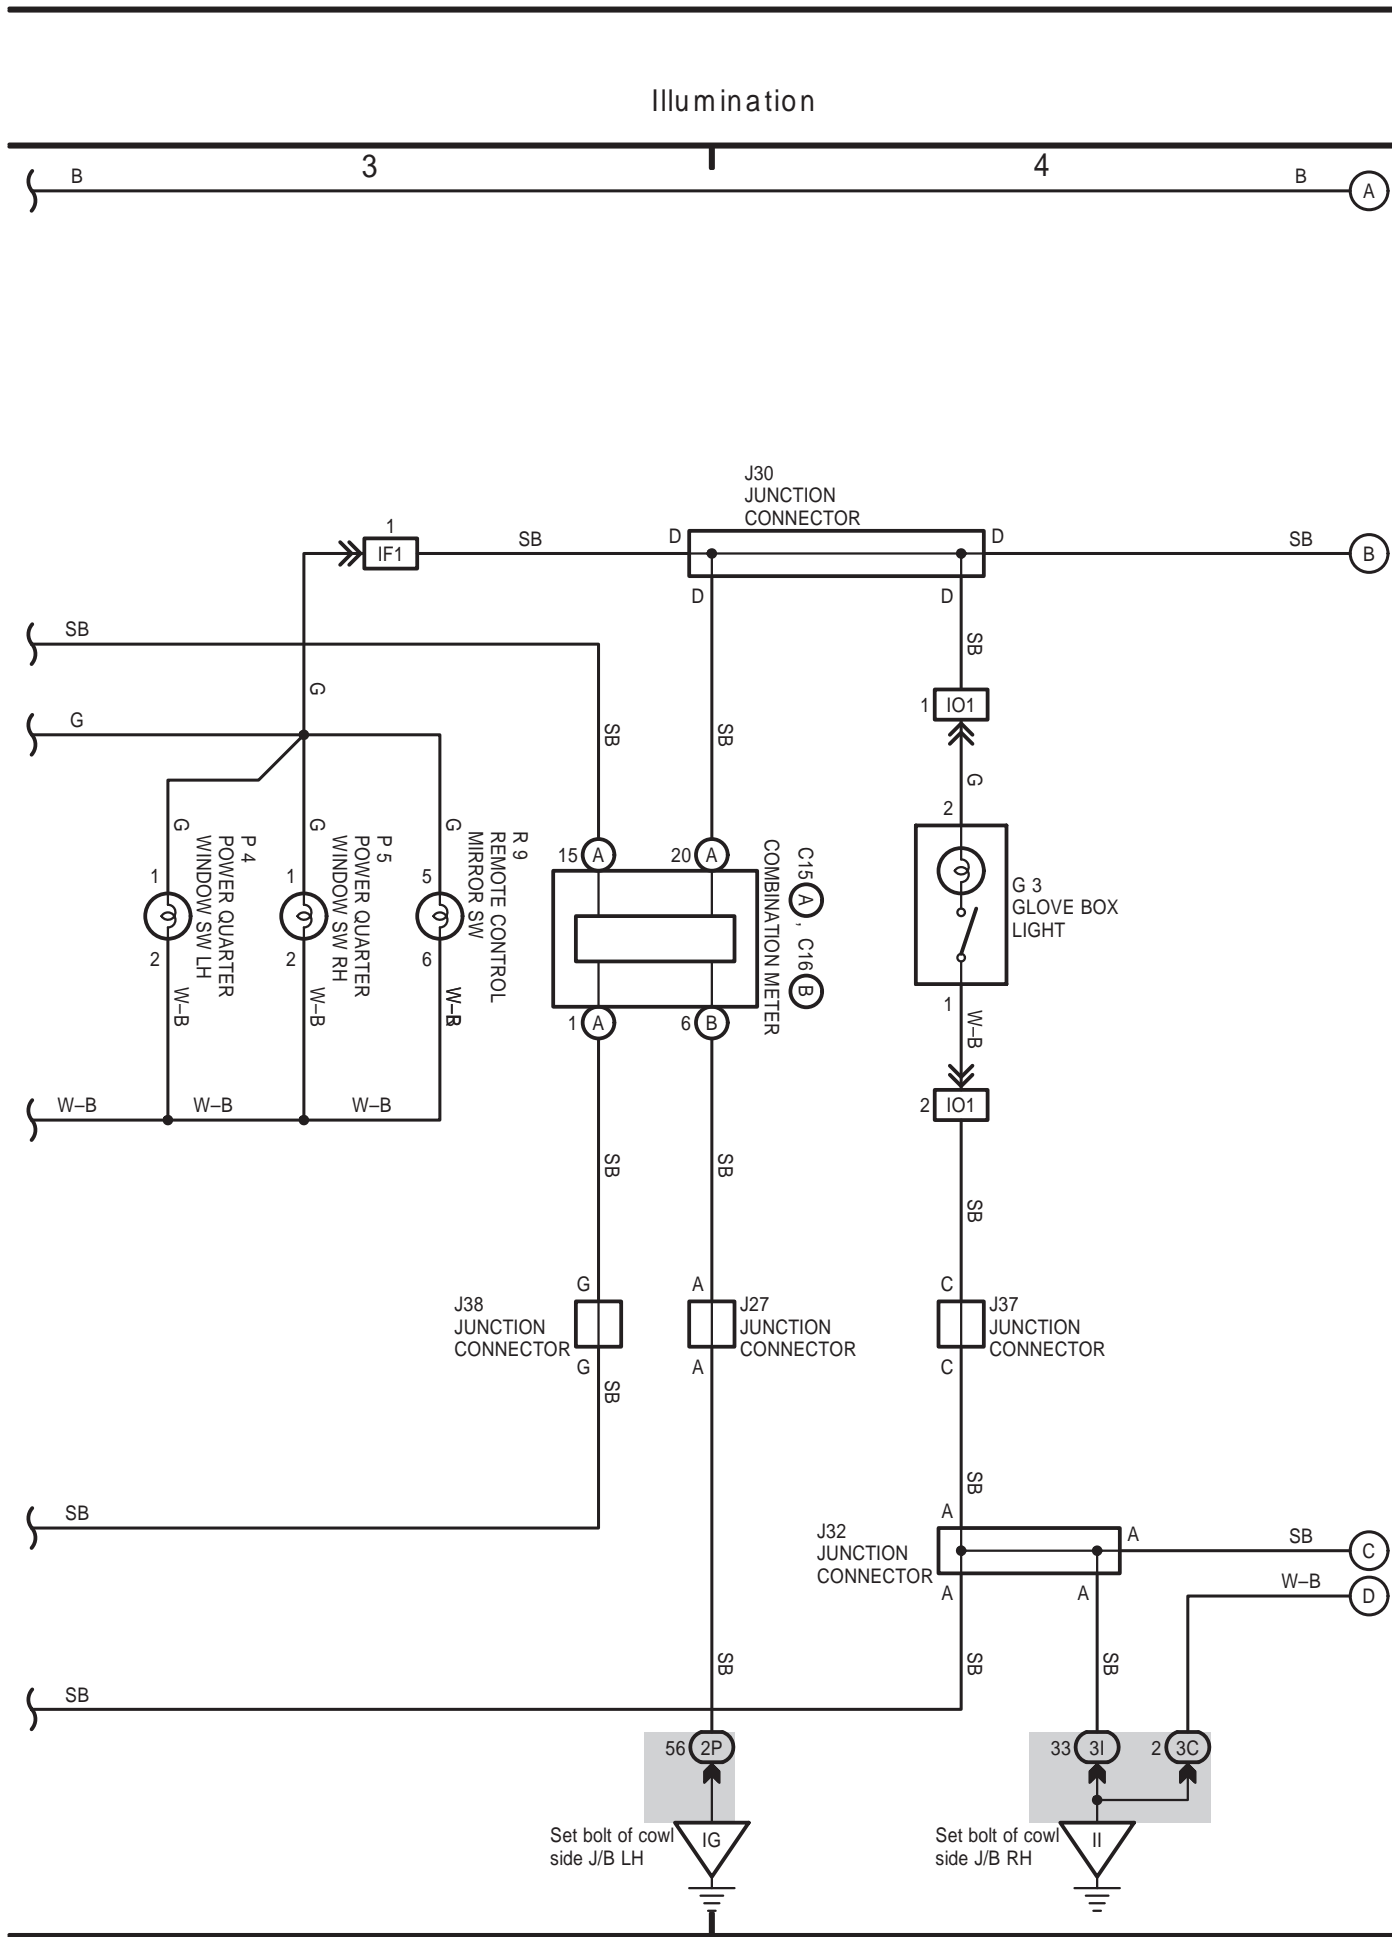 Illumination
3
4
B
B
A
J30
JUNCTION
CONNECTOR
1
IF1
SB
D
D
SB
B
D
D
SB
SB
G
1
IO1
G
SB
SB
G
2
G
P 4
POWER QUARTER
WINDOW SW LH
G
P 5
POWER QUARTER
WINDOW SW RH
G
R 9
REMOTE CONTROL
MIRROR SW
15
A
20
A
C15 A , C16 B
COMBINATION METER
1
1
5
G 3
GLOVE BOX
LIGHT
2
2
6
W–B
W–B
W–B
1
A
6
B
1
W–B
W–B
W–B
W–B
2
IO1
SB
SB
SB
G
A
C
J38
JUNCTION
CONNECTOR
J27
JUNCTION
CONNECTOR
J37
JUNCTION
CONNECTOR
G
A
C
SB
SB
SB
A
J32
JUNCTION
CONNECTOR
A
SB
C
A
A
W–B
D
SB
SB
SB
SB
56
2P
33
3I
2
3C
Set bolt of cowl
side J/B LH
IG
Set bolt of cowl
side J/B RH
II